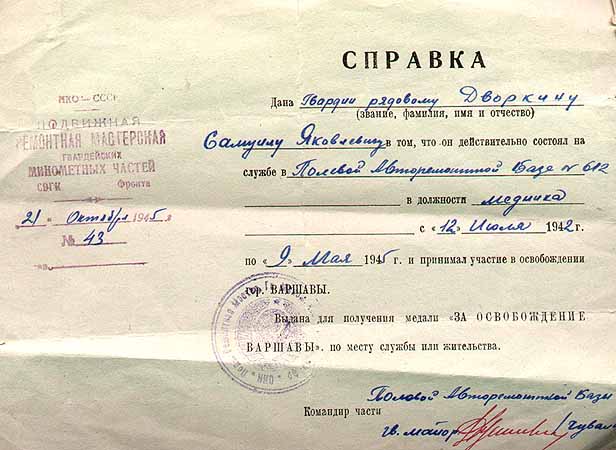 СПРАВКА
НКО - СССР
ПОДВИЖНАЯ
РЕМОНТНАЯ МАСТЕРСКАЯ
ГВАРДЕЙСКИХ
МИНОМЕТНЫХ ЧАСТЕЙ
Фронта
„21" Октября 1945 г
№ 43
Дана Гвардии рядовому Дворкину
(звание, фамилия, имя и отчество)
Самуилу Яковлевичу в том, что он действительно состоял на
службе в Полевой Авторемонтной Базе № 612
в должности медника
с «12» Июля 1942 г.
по «9» Мая 1945 г. и принимал участие в освобождении
гор. ВАРШАВЫ.
Выдана для получения медали «ЗА ОСВОБОЖДЕНИЕ
ВАРШАВЫ», по месту службы или жительства.
Полевой Авторемонтной Базы
Командир части
гв. майор